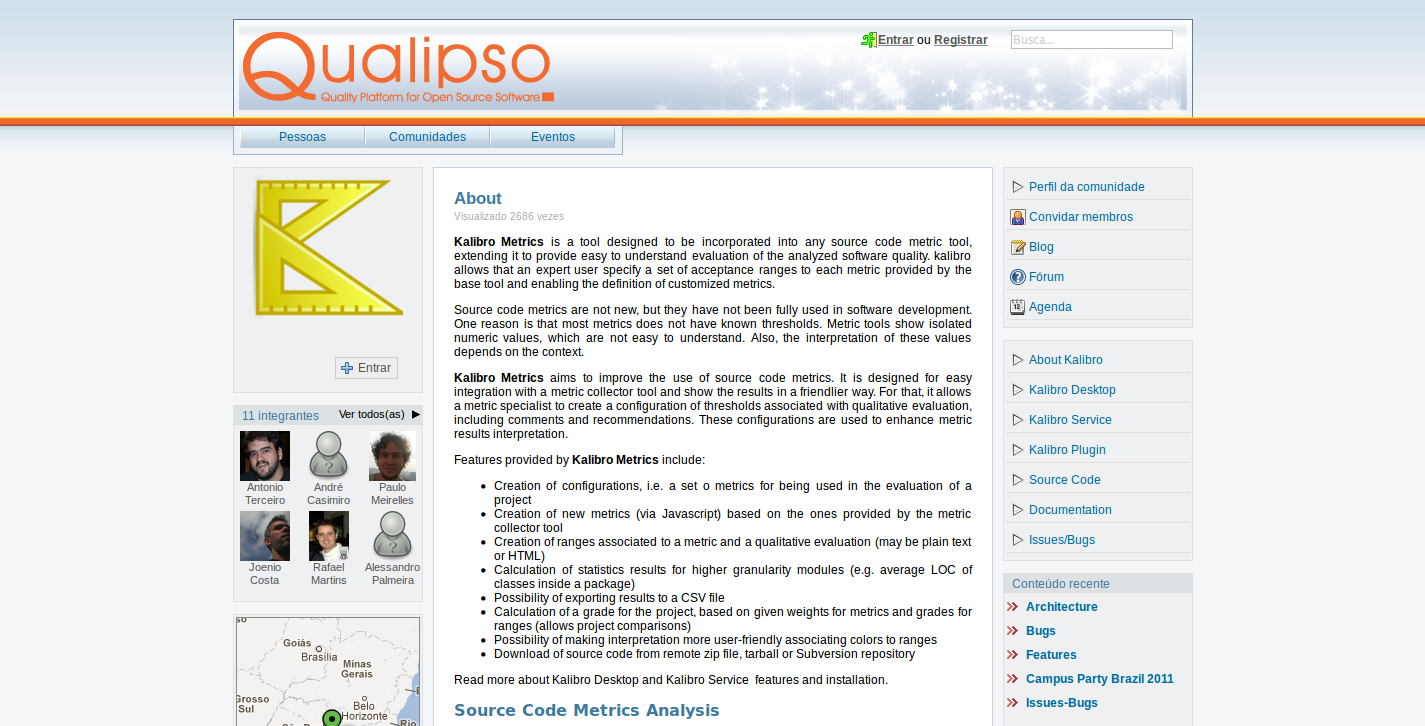 Qualipso
Quality Platform for Open Source Software
Entrar ou Registrar
Busca...
Pessoas
Comunidades
Eventos
Entrar
11 integrantes
Ver todos(as)
Antonio
Terceiro
André
Casimiro
Paulo
Meirelles
Joenio
Costa
Rafael
Martins
Alessandro
Palmeira
so
Goiás
Brasília
Minas
Gerais
Grosso
Sul
Belo
Horizonte
Rio
About
Visualizado 2686 vezes
Kalibro Metrics is a tool designed to be incorporated into any source code metric tool,
extending it to provide easy to understand evaluation of the analyzed software quality. kalibro
allows that an expert user specify a set of acceptance ranges to each metric provided by the
base tool and enabling the definition of customized metrics.
Source code metrics are not new, but they have not been fully used in software development.
One reason is that most metrics does not have known thresholds. Metric tools show isolated
numeric values, which are not easy to understand. Also, the interpretation of these values
depends on the context.
Kalibro Metrics aims to improve the use of source code metrics. It is designed for easy
integration with a metric collector tool and show the results in a friendlier way. For that, it allows
a metric specialist to create a configuration of thresholds associated with qualitative evaluation,
including comments and recommendations. These configurations are used to enhance metric
results interpretation.
Features provided by Kalibro Metrics include:
• Creation of configurations, i.e. a set o metrics for being used in the evaluation of a
project
• Creation of new metrics (via Javascript) based on the ones provided by the metric
collector tool
• Creation of ranges associated to a metric and a qualitative evaluation (may be plain text
or HTML)
• Calculation of statistics results for higher granularity modules (e.g. average LOC of
classes inside a package)
• Possibility of exporting results to a CSV file
• Calculation of a grade for the project, based on given weights for metrics and grades for
ranges (allows project comparisons)
• Possibility of making interpretation more user-friendly associating colors to ranges
• Download of source code from remote zip file, tarball or Subversion repository
Read more about Kalibro Desktop and Kalibro Service features and installation.
Source Code Metrics Analysis
Perfil da comunidade
Convidar membros
Blog
Fórum
12
Agenda
About Kalibro
Kalibro Desktop
Kalibro Service
Kalibro Plugin
Source Code
Documentation
Issues/Bugs
Conteúdo recente
Architecture
Bugs
Features
Campus Party Brazil 2011
Issues-Bugs